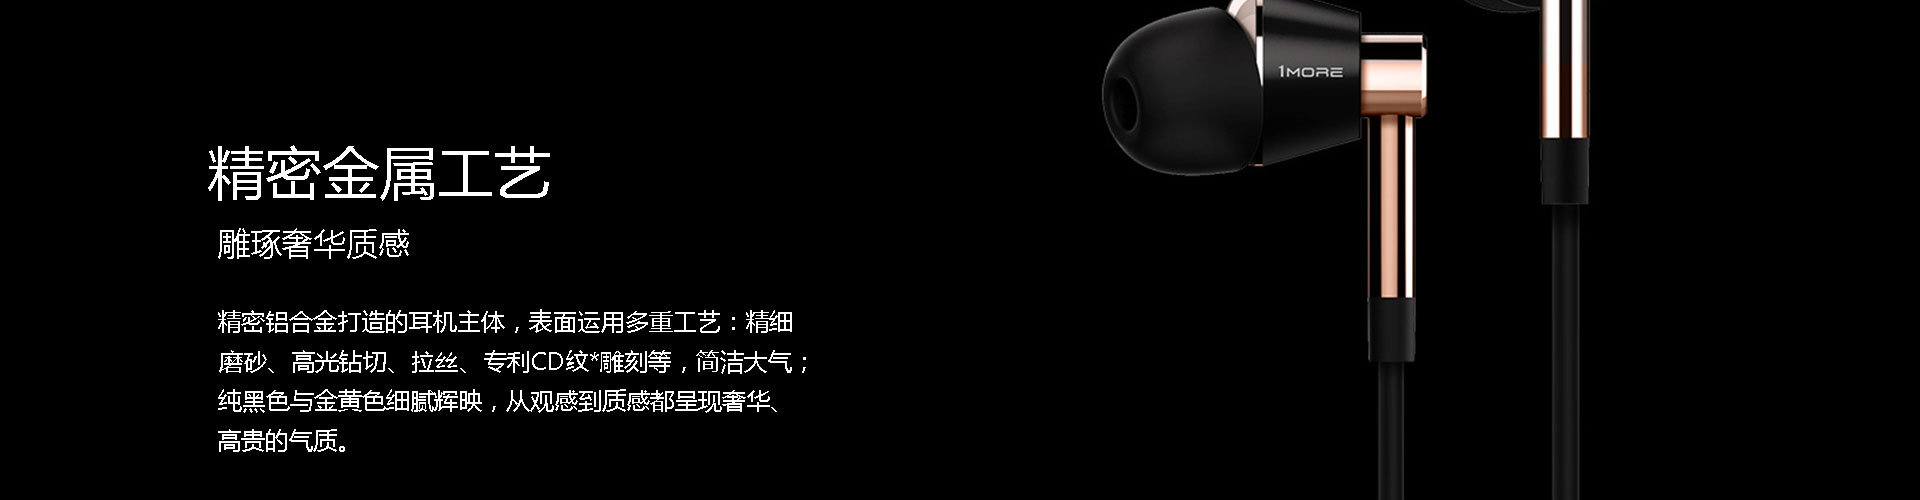 1MORE
精密金属工艺
雕琢奢华质感
精密铝合金打造的耳机主体，表面运用多重工艺：精细
磨砂、高光钻切、拉丝、专利CD纹*雕刻等，简洁大气；
纯黑色与金黄色细腻辉映，从观感到质感都呈现奢华、
高贵的气质。